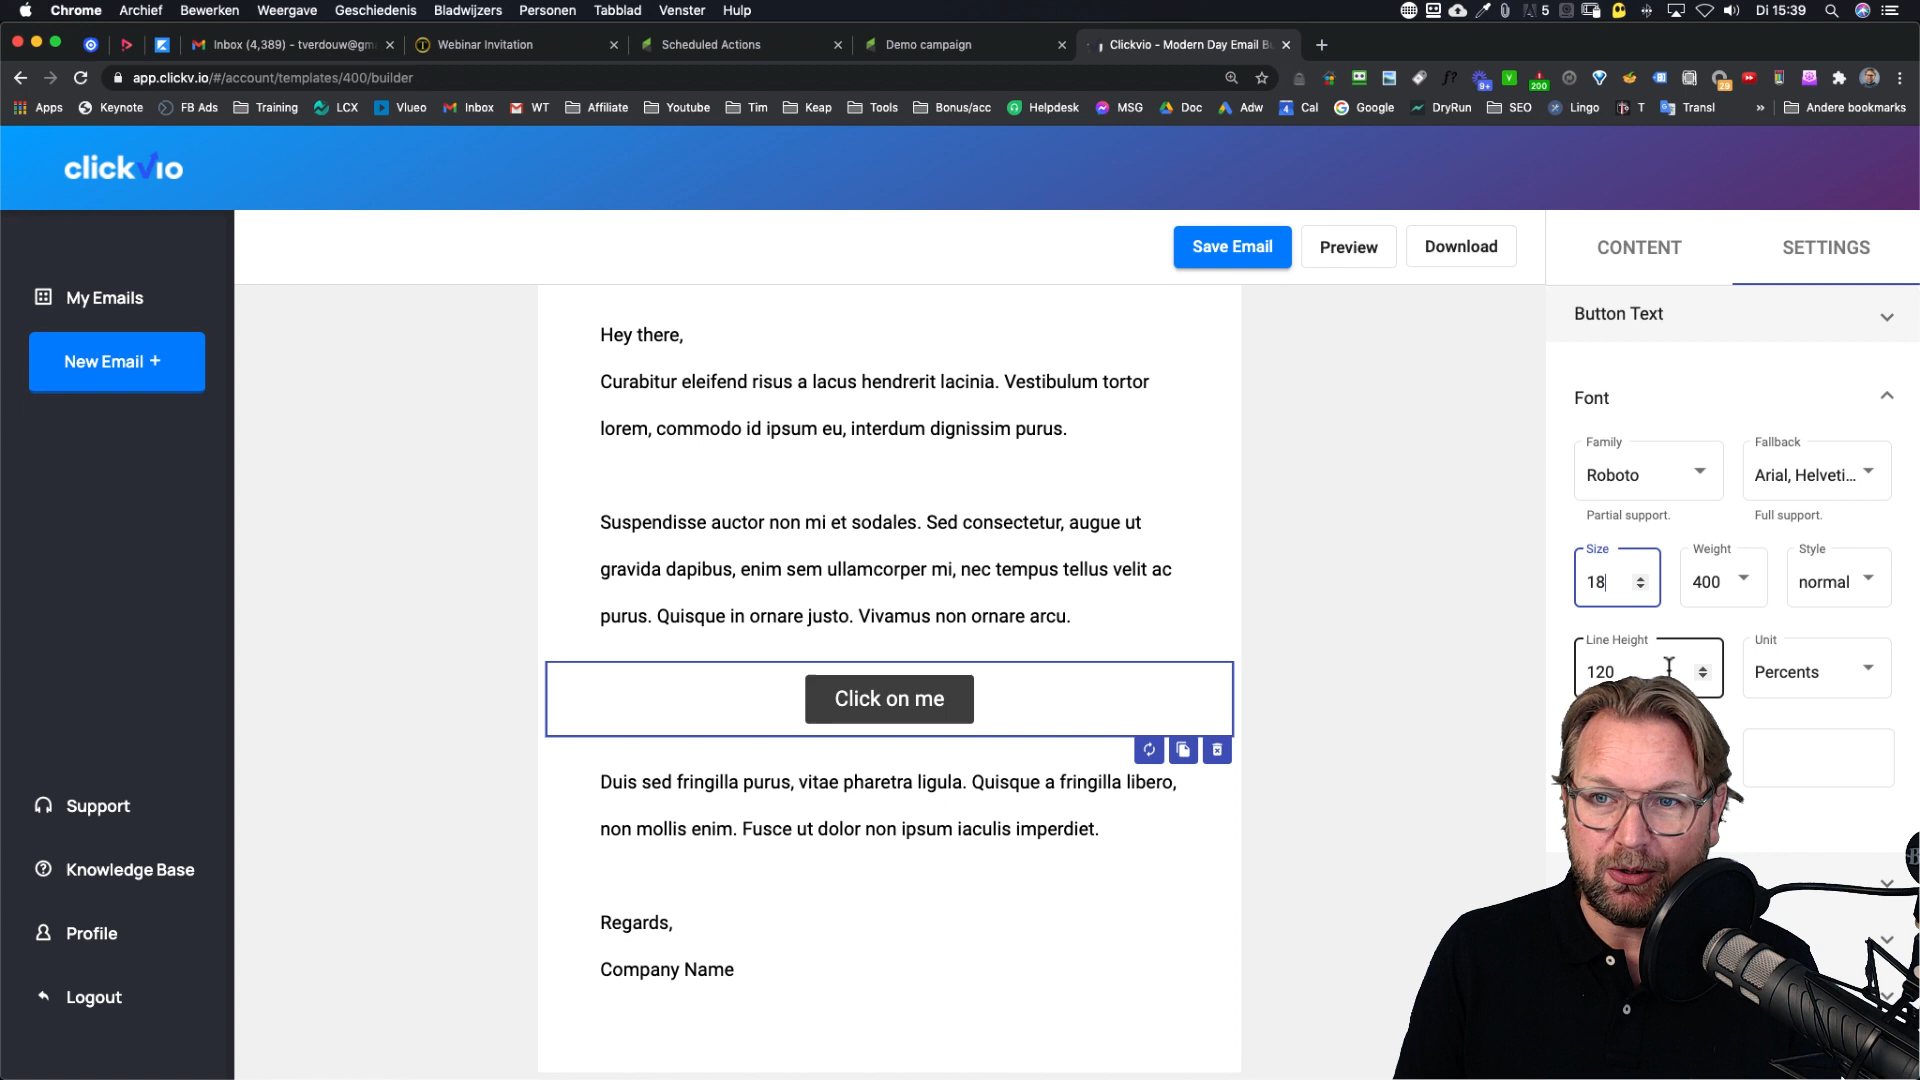 Chrome Archief Bewerken Weergave Geschiedenis Bladwijzers Personen Tabblad Venster Help
5 Di 15:39
Inbox (4,389) - tverdouw@gm
Webinar Invitation
Scheduled Actions
Demo campaign
Clickvio - Modern Day Email B
app.clickv.io/#/account/templates/400/builder
Apps Keynote FB Ads Training LCX Vlueo Inbox WT Affiliate Youtube Tim Keap Tools Bonus/acc Helpdesk MSG Doc Adw Cal Google DryRun SEO Lingo T Transl » Andere bookmarks
clickvio
Save Email
Preview
Download
CONTENT
SETTINGS
My Emails
New Email +
Support
Knowledge Base
Profile
Logout
Hey there,
Curabitur eleifend risus a lacus hendrerit lacinia. Vestibulum tortor
lorem, commodo id ipsum eu, interdum dignissim purus.
Suspendisse auctor non mi et sodales. Sed consectetur, augue ut
gravida dapibus, enim sem ullamcorper mi, nec tempus tellus velit ac
purus. Quisque in ornare justo. Vivamus non ornare arcu.
Click on me
Duis sed fringilla purus, vitae pharetra ligula. Quisque a fringilla libero,
non mollis enim. Fusce ut dolor non ipsum iaculis imperdiet.
Regards,
Company Name
Button Text
Font
Family
Fallback
Roboto
Arial, Helveti...
Partial support.
Full support.
Size
Weight
Style
18
400
normal
Line Height
Unit
120
Percents